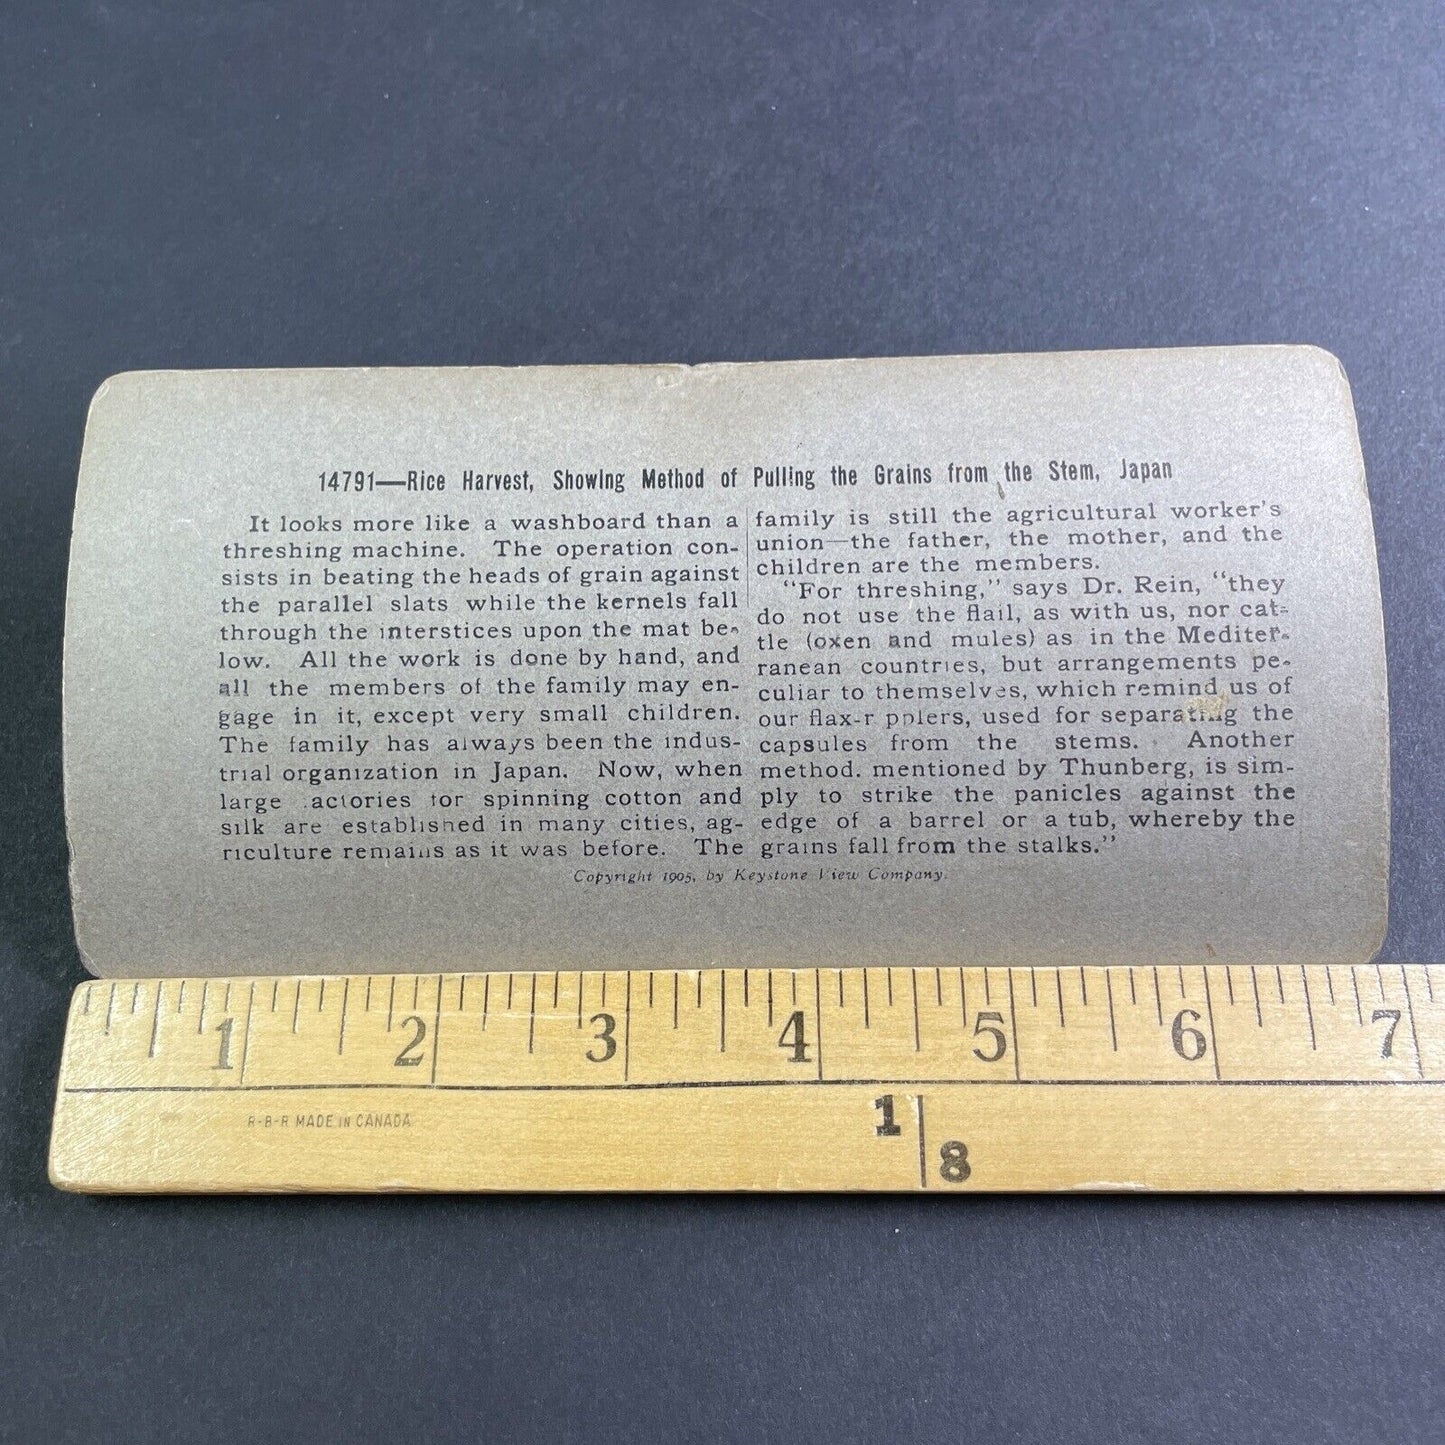 14791—Rice Harvest, Showing Method of Pulling the Grains from the Stem, Japan
It looks more like a washboard than a
threshing machine. The operation con-
sists in beating the heads of grain against
the parallel slats while the kernels fall
through the interstices upon the mat be-
low. All the work is done by hand, and
all the members of the family may en-
gage in it, except very small children.
The family has always been the indus-
trial organization in Japan. Now, when
large actories for spinning cotton and
silk are established in many cities, ag-
riculture remains as it was before. The
family is still the agricultural worker's
union—the father, the mother, and the
children are the members.
"For threshing," says Dr. Rein, "they
do not use the flail, as with us, nor cat-
tle (oxen and mules) as in the Mediter-
ranean countries, but arrangements pe-
culiar to themselves, which remind us of
our flax-r pplers, used for separating the
capsules from the stems. Another
method. mentioned by Thunberg, is sim-
ply to strike the panicles against the
edge of a barrel or a tub, whereby the
grains fall from the stalks."
Copyright 1905, by Keystone View Company.
1 2 3 4 5 6 7
R-B-R MADE IN CANADA
1
8